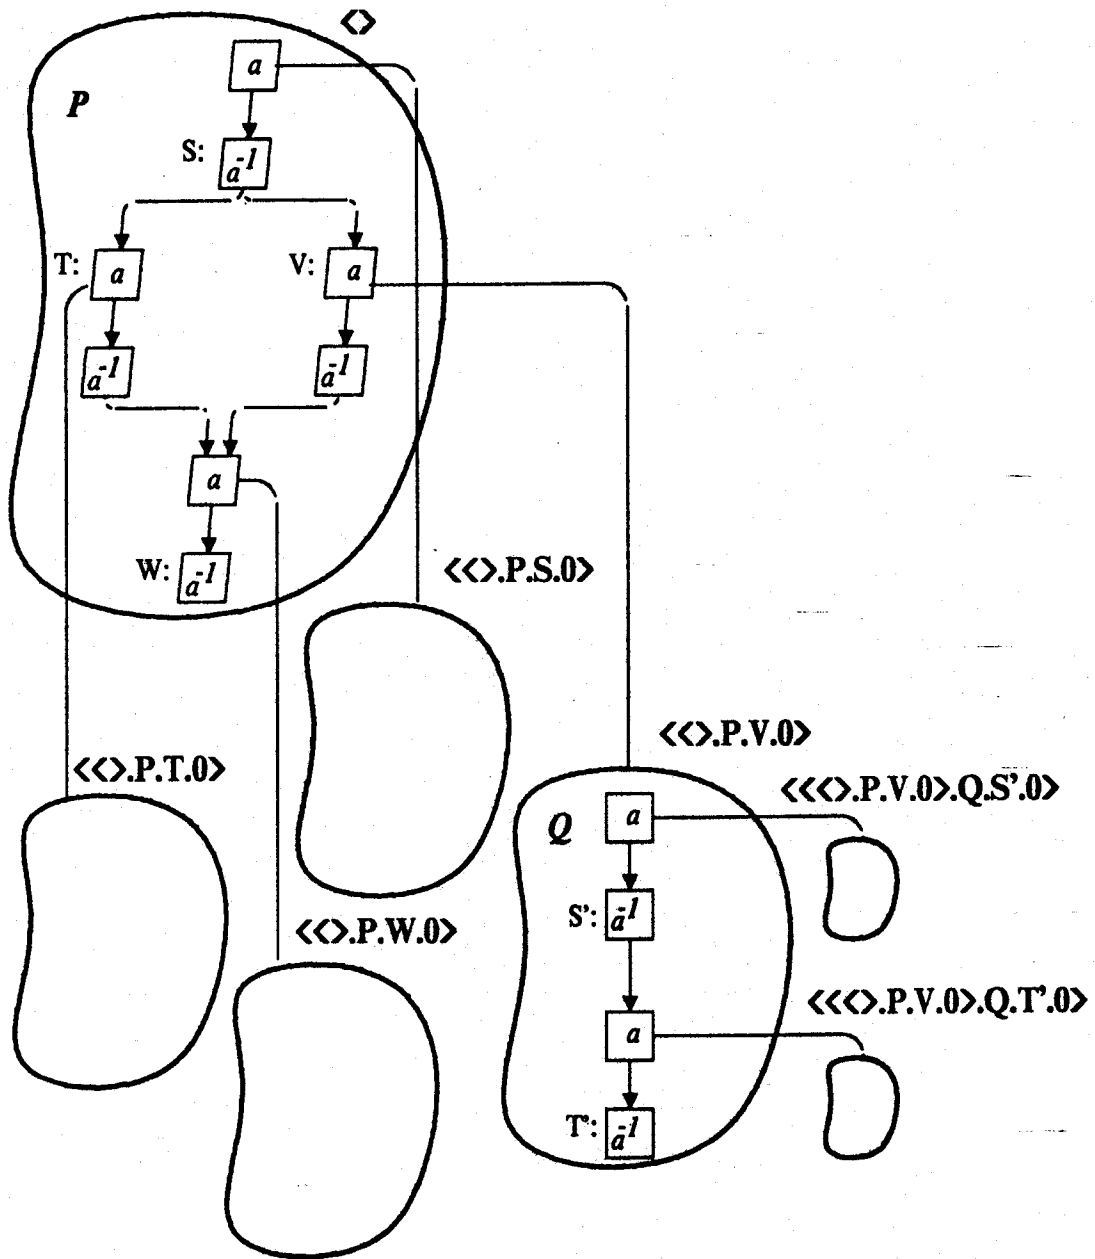 <>
a
P
S: a-1
T: a
V: a
a-1
a-1
a
W: a-1
<<>.P.S.0>
<<>.P.V.0>
<<>.P.T.0>
<<<>.P.V.0>.Q.S'.0>
Q
a
S': a-1
<<>.P.W.0>
<<<>.P.V.0>.Q.T'.0>
a
T': a-1